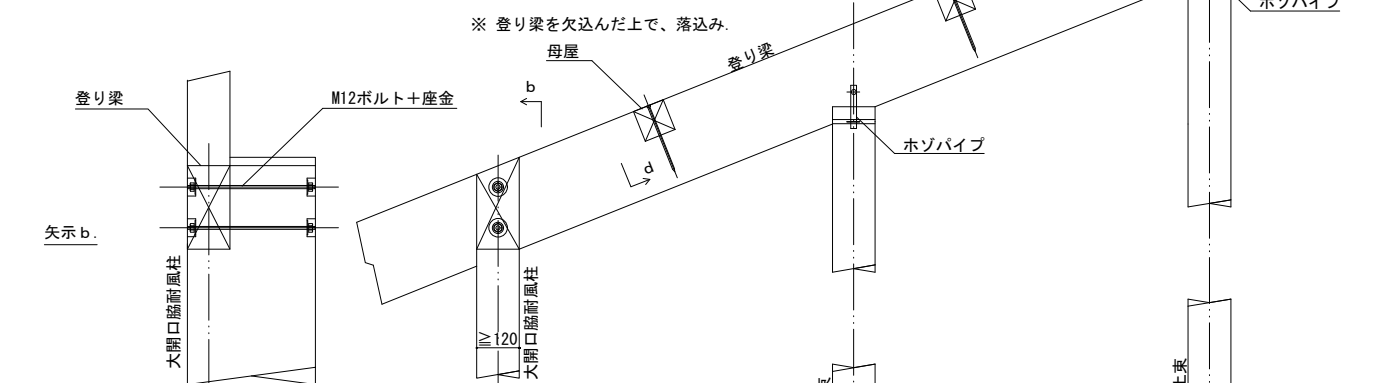 ※ 登り梁を欠込んだ上で、落込み.
ホゾパイプ
母屋
登り梁
登り梁
M12ボルト＋座金
b
ホゾパイプ
d
矢示ｂ.
大開口脇耐風柱
大開口脇耐風柱
≧120